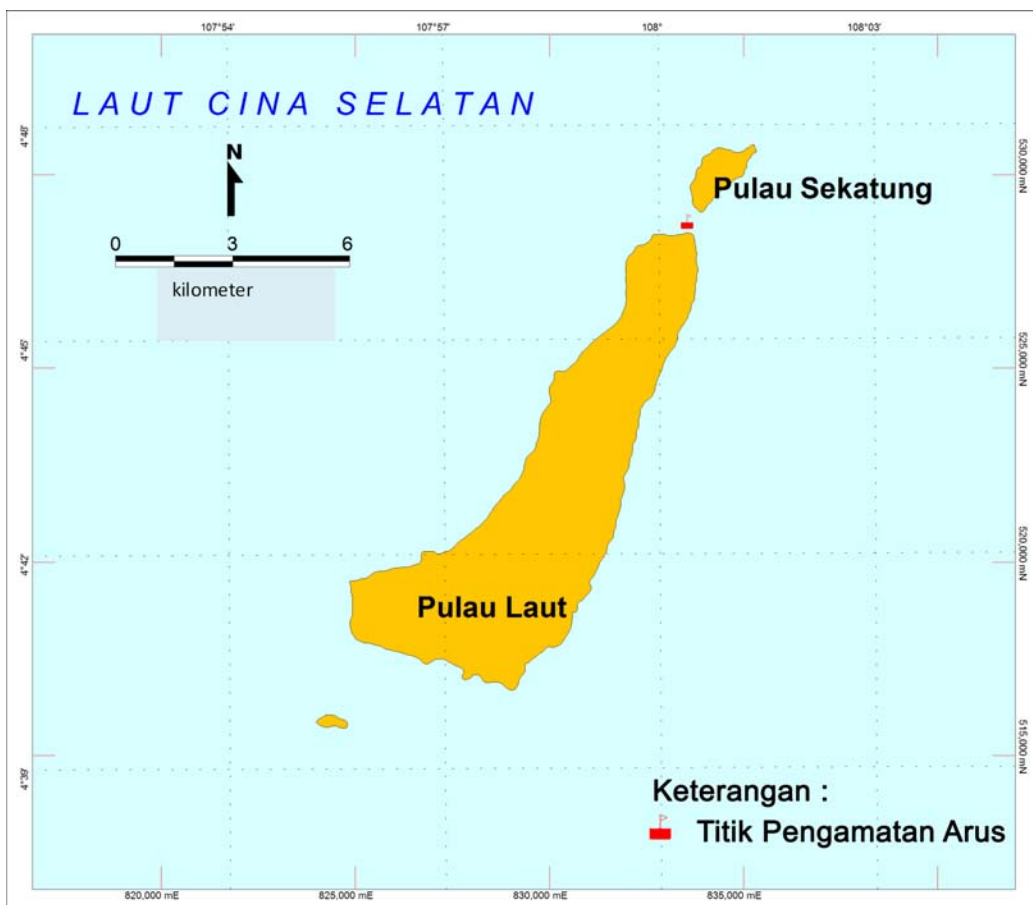 107°54'
107°57'
108°
108°03'
LAUT CINA SELATAN
4°48'
530,000 mN
N
Pulau Sekatung
0 3 6
kilometer
4°45'
525,000 mN
4°42'
520,000 mN
Pulau Laut
4°39'
515,000 mN
Keterangan :
Titik Pengamatan Arus
820,000 mE
825,000 mE
830,000 mE
835,000 mE